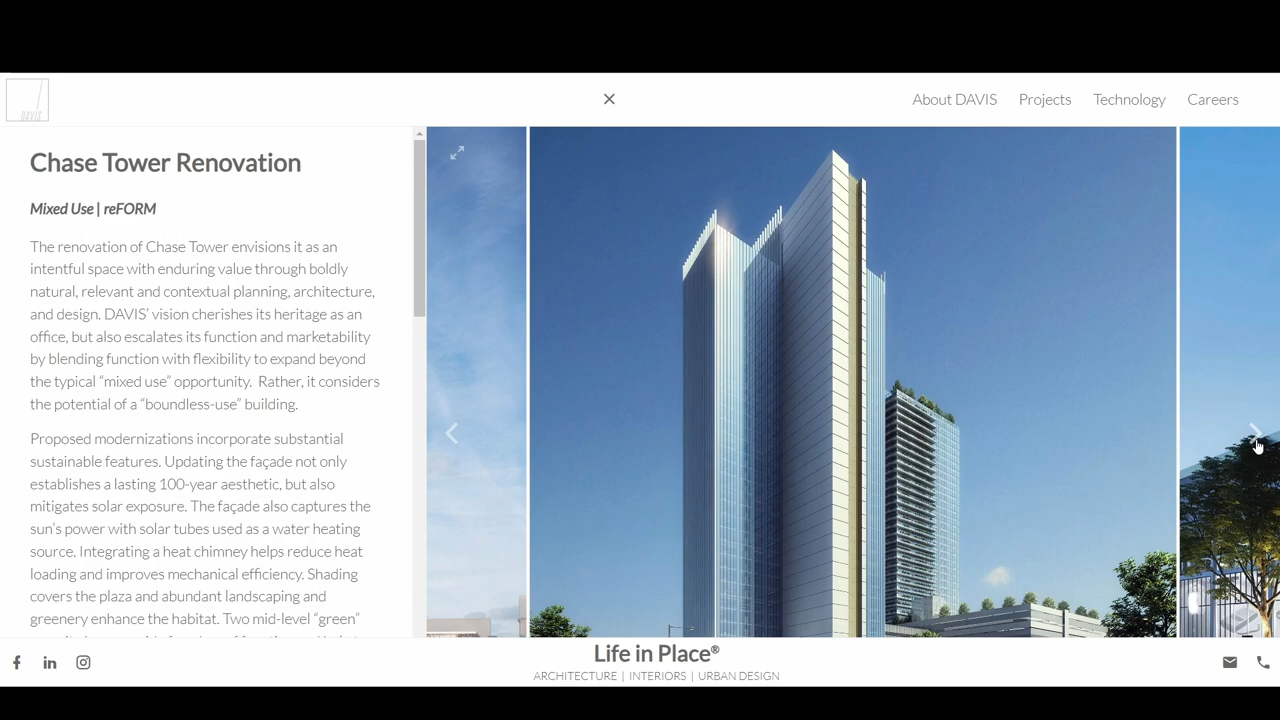 DAVIS
About DAVIS Projects Technology Careers
Chase Tower Renovation
Mixed Use | reFORM
The renovation of Chase Tower envisions it as an
intentful space with enduring value through boldly
natural, relevant and contextual planning, architecture,
and design. DAVIS’ vision cherishes its heritage as an
office, but also escalates its function and marketability
by blending function with flexibility to expand beyond
the typical “mixed use” opportunity.  Rather, it considers
the potential of a “boundless-use” building.
Proposed modernizations incorporate substantial
sustainable features. Updating the façade not only
establishes a lasting 100-year aesthetic, but also
mitigates solar exposure. The façade also captures the
sun’s power with solar tubes used as a water heating
source. Integrating a heat chimney helps reduce heat
loading and improves mechanical efficiency. Shading
covers the plaza and abundant landscaping and
greenery enhance the habitat. Two mid-level “green”
Life in Place®
ARCHITECTURE | INTERIORS | URBAN DESIGN